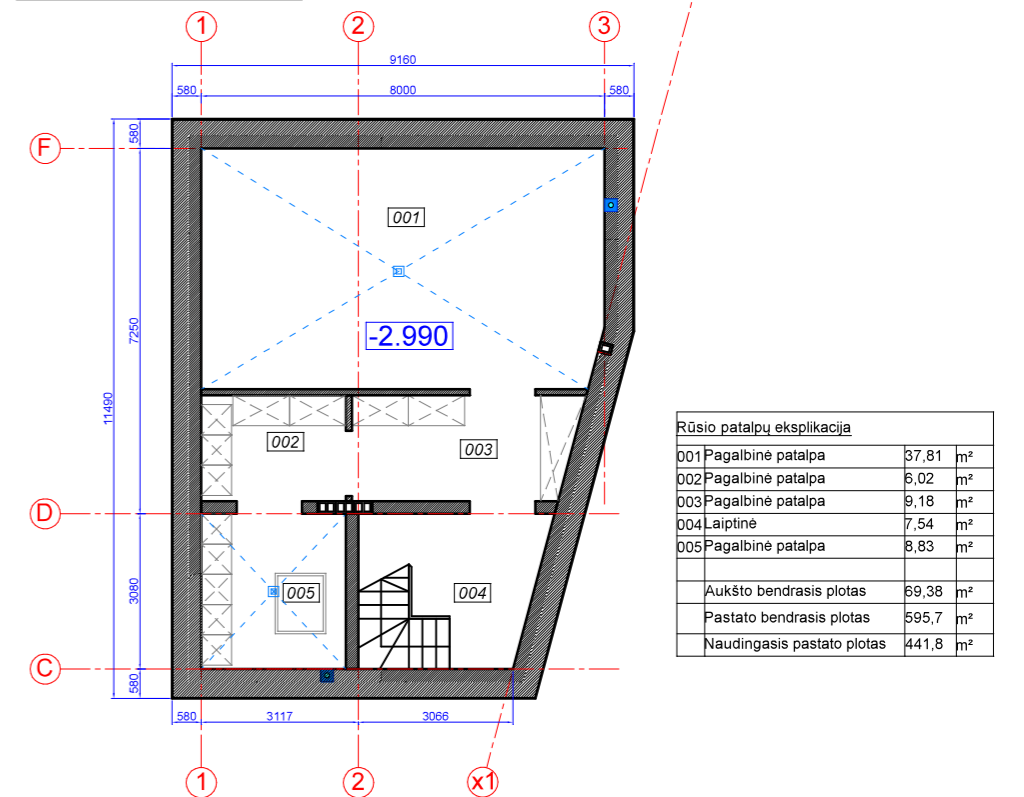 1 2 3
9160
580 8000 580
580
F
001
7250
-2.990
11490
Rūsio patalpų eksplikacija
002
003
001 Pagalbinė patalpa 37,81 m²
002 Pagalbinė patalpa 6,02 m²
003 Pagalbinė patalpa 9,18 m²
004 Laiptinė 7,54 m²
005 Pagalbinė patalpa 8,83 m²
Aukšto bendrasis plotas 69,38 m²
Pastato bendrasis plotas 595,7 m²
Naudingasis pastato plotas 441,8 m²
D
3080
005
004
C
580
580 3117 3066
1 2 x1